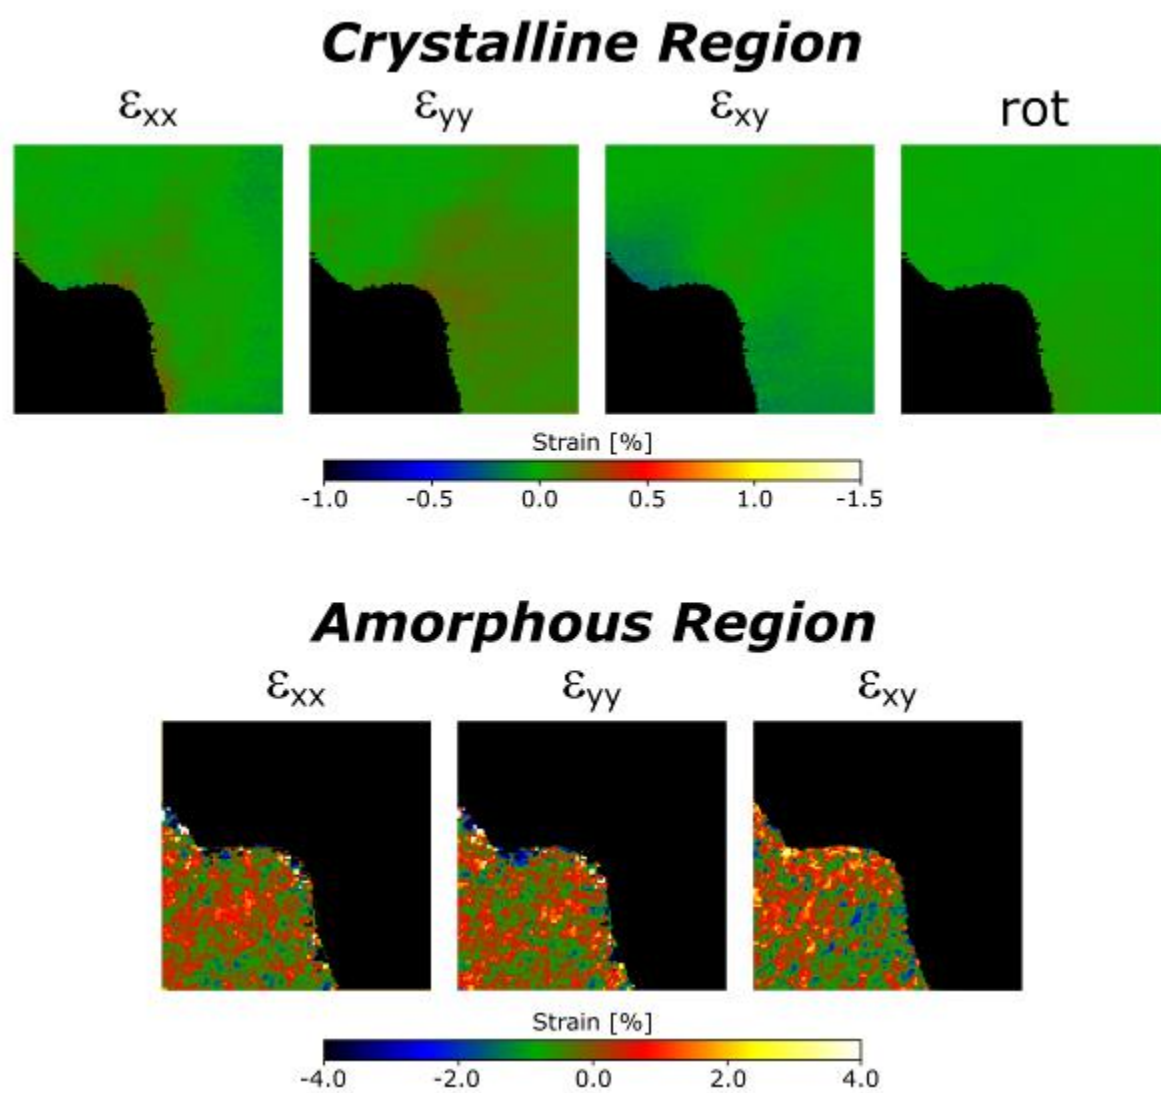 Crystalline Region
εxx εyy εxy rot
Strain [%]
-1.0 -0.5 0.0 0.5 1.0 -1.5
Amorphous Region
εxx εyy εxy
Strain [%]
-4.0 -2.0 0.0 2.0 4.0